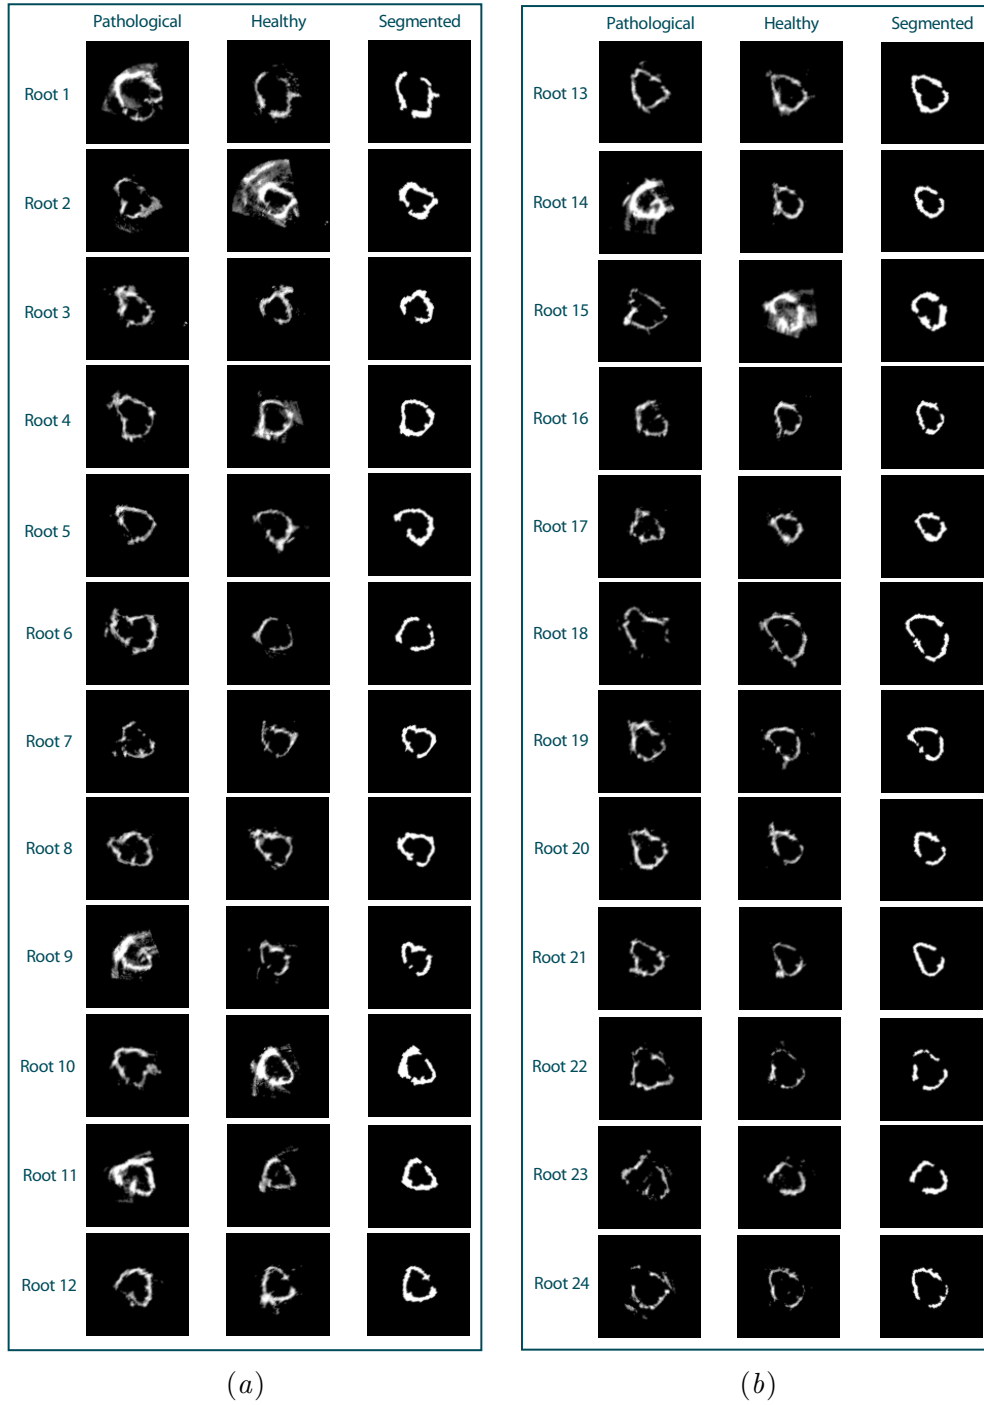 Pathological Healthy Segmented
Root 1
Root 2
Root 3
Root 4
Root 5
Root 6
Root 7
Root 8
Root 9
Root 10
Root 11
Root 12
(a)
Pathological Healthy Segmented
Root 13
Root 14
Root 15
Root 16
Root 17
Root 18
Root 19
Root 20
Root 21
Root 22
Root 23
Root 24
(b)